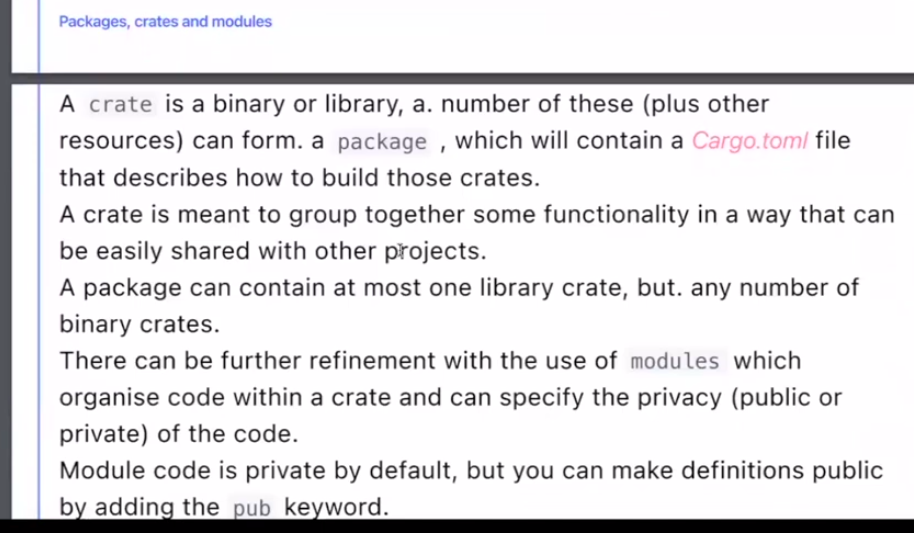 Packages, crates and modules
A crate is a binary or library, a. number of these (plus other
resources) can form. a package , which will contain a Cargo.toml file
that describes how to build those crates.
A crate is meant to group together some functionality in a way that can
be easily shared with other projects.
A package can contain at most one library crate, but. any number of
binary crates.
There can be further refinement with the use of modules which
organise code within a crate and can specify the privacy (public or
private) of the code.
Module code is private by default, but you can make definitions public
by adding the pub keyword.